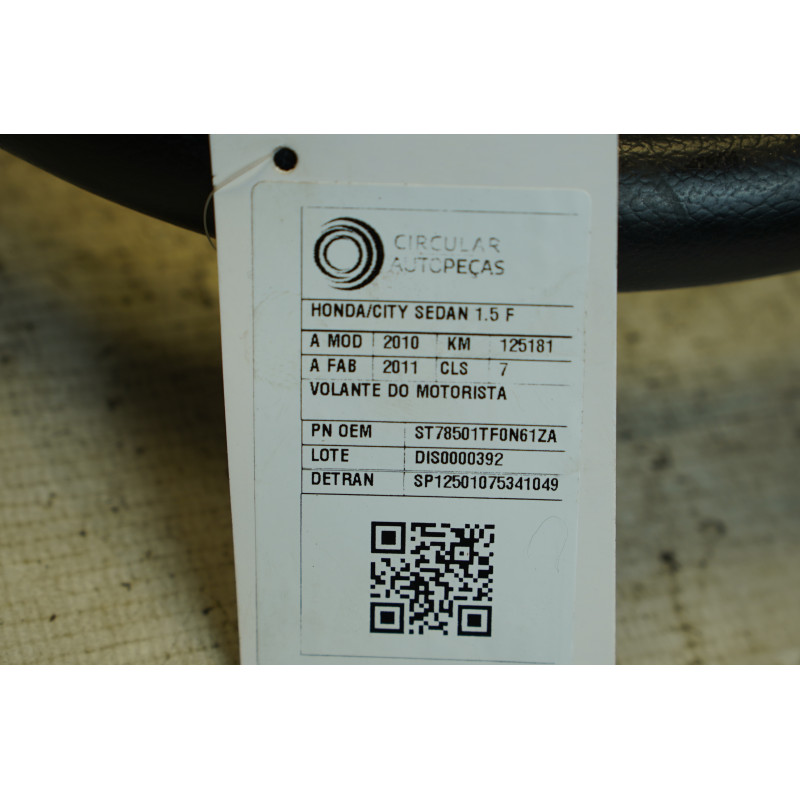 CIRCULAR
AUTOPEÇAS
HONDA/CITY SEDAN 1.5 F
A MOD 2010 KM 125181
A FAB 2011 CLS 7
VOLANTE DO MOTORISTA
PN OEM ST78501TF0N61ZA
LOTE DIS0000392
DETRAN SP12501075341049